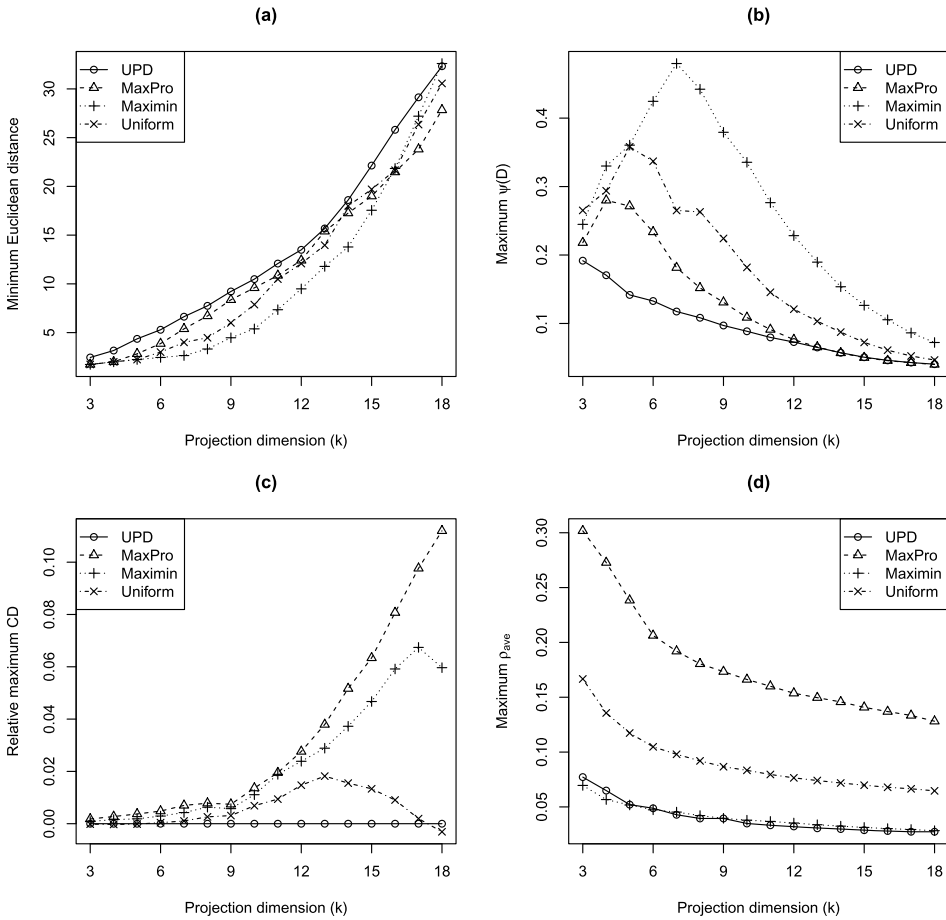 (a)
UPD
MaxPro
Maximin
Uniform
Minimum Euclidean distance
5 10 15 20 25 30
3 6 9 12 15 18
Projection dimension (k)
(b)
UPD
MaxPro
Maximin
Uniform
Maximum ψ(D)
0.1 0.2 0.3 0.4
3 6 9 12 15 18
Projection dimension (k)
(c)
UPD
MaxPro
Maximin
Uniform
Relative maximum CD
0.00 0.02 0.04 0.06 0.08 0.10
3 6 9 12 15 18
Projection dimension (k)
(d)
UPD
MaxPro
Maximin
Uniform
Maximum ρave
0.05 0.10 0.15 0.20 0.25 0.30
3 6 9 12 15 18
Projection dimension (k)